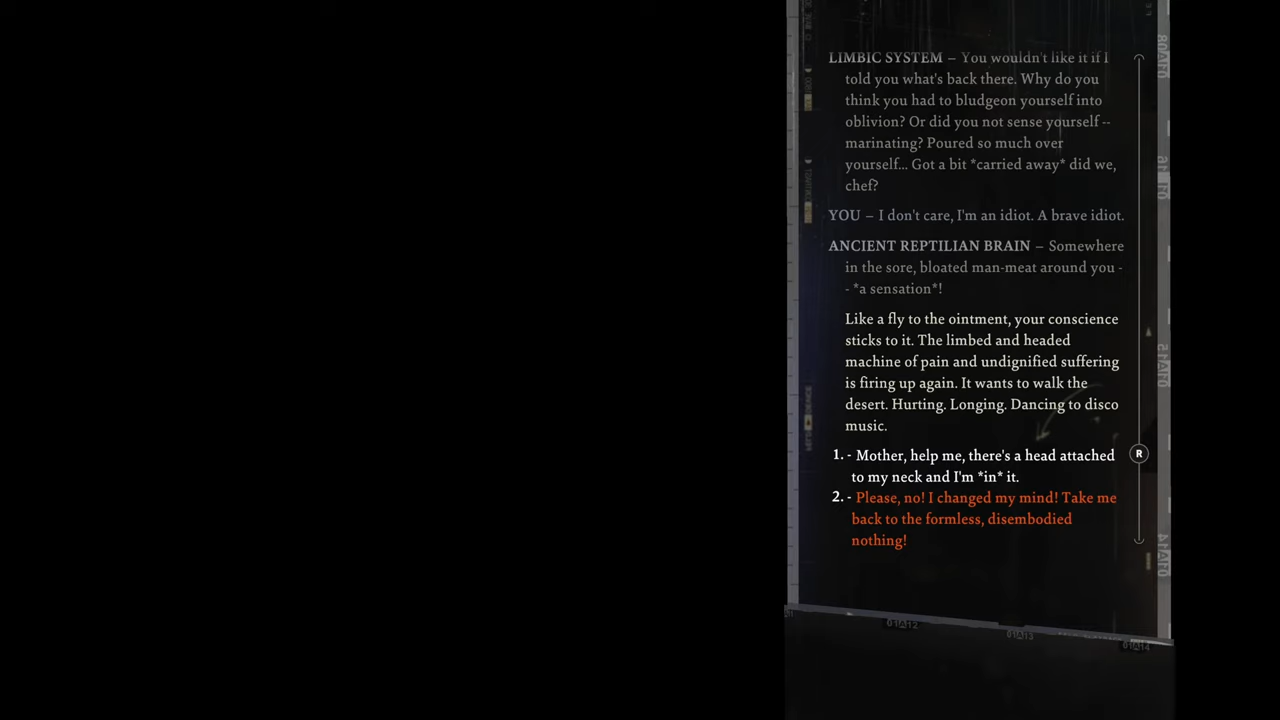 LIMBIC SYSTEM – You wouldn't like it if I
told you what's back there. Why do you
think you had to bludgeon yourself into
oblivion? Or did you not sense yourself --
marinating? Poured so much over
yourself... Got a bit *carried away* did we,
chef?
YOU – I don't care, I'm an idiot. A brave idiot.
ANCIENT REPTILIAN BRAIN – Somewhere
in the sore, bloated man-meat around you -
- *a sensation*!
Like a fly to the ointment, your conscience
sticks to it. The limbed and headed
machine of pain and undignified suffering
is firing up again. It wants to walk the
desert. Hurting. Longing. Dancing to disco
music.
1. - Mother, help me, there's a head attached
to my neck and I'm *in* it.
R
2. - Please, no! I changed my mind! Take me
back to the formless, disembodied
nothing!
01A12
01A13
01A14